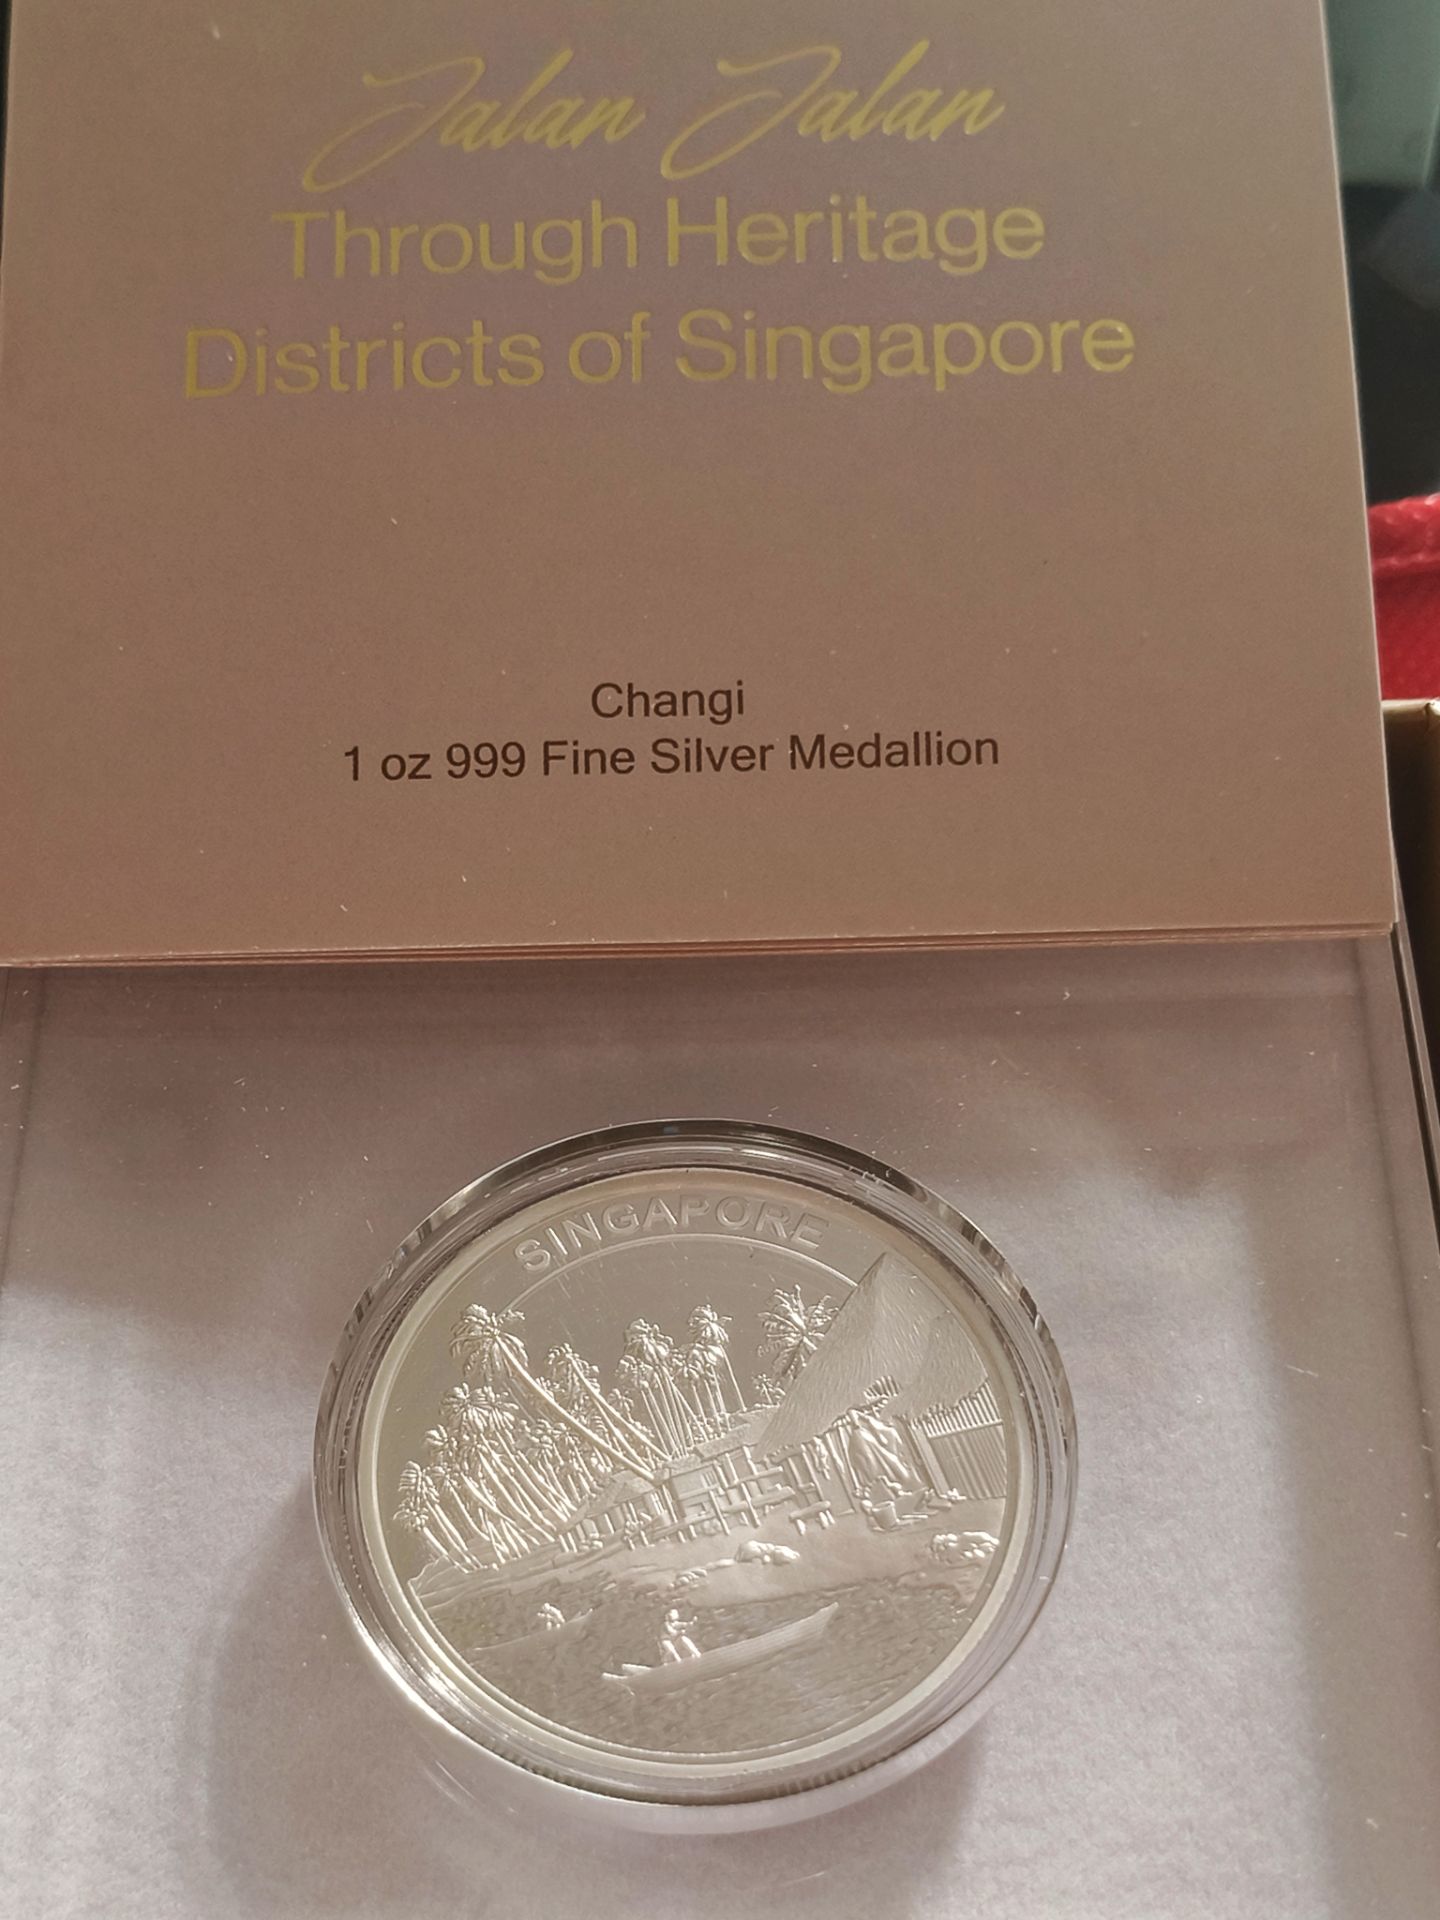 Jalan Jalan
Through Heritage
Districts of Singapore
Changi
1 oz 999 Fine Silver Medallion
SINGAPORE